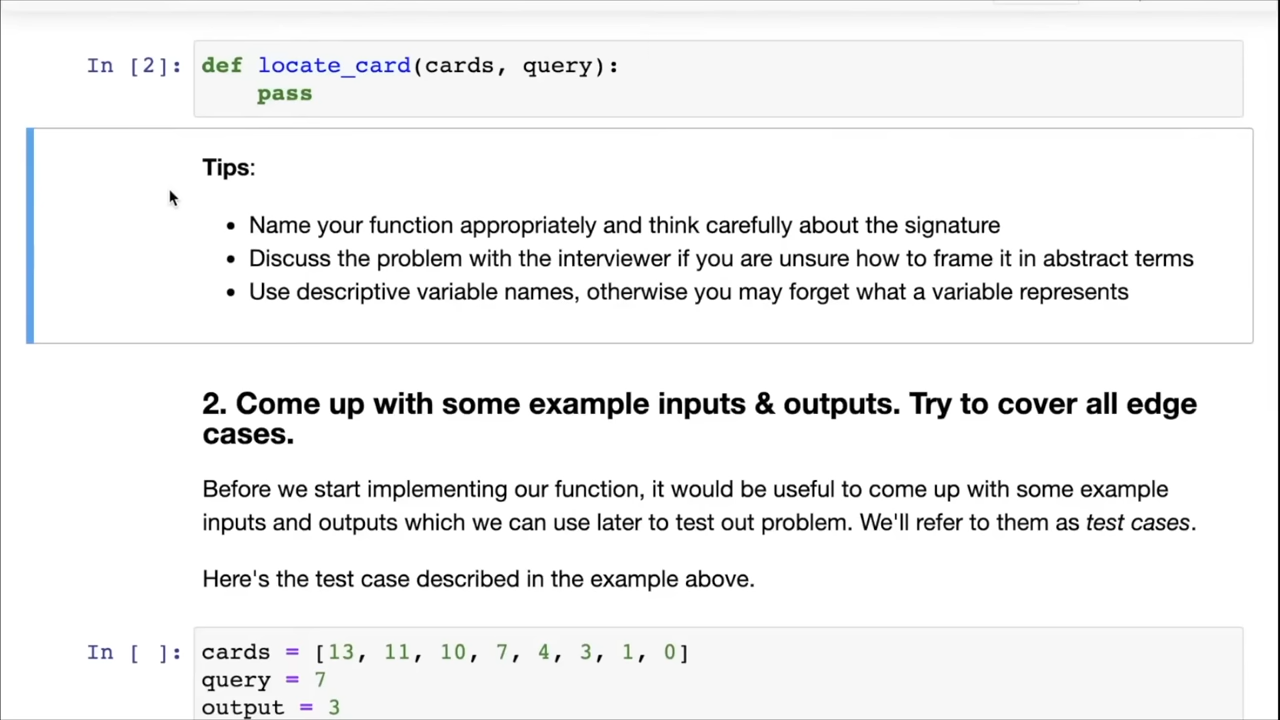 In [2]: def locate_card(cards, query):
pass
Tips:
• Name your function appropriately and think carefully about the signature
• Discuss the problem with the interviewer if you are unsure how to frame it in abstract terms
• Use descriptive variable names, otherwise you may forget what a variable represents
2. Come up with some example inputs & outputs. Try to cover all edge
cases.
Before we start implementing our function, it would be useful to come up with some example
inputs and outputs which we can use later to test out problem. We'll refer to them as test cases.
Here's the test case described in the example above.
In [ ]: cards = [13, 11, 10, 7, 4, 3, 1, 0]
query = 7
output = 3